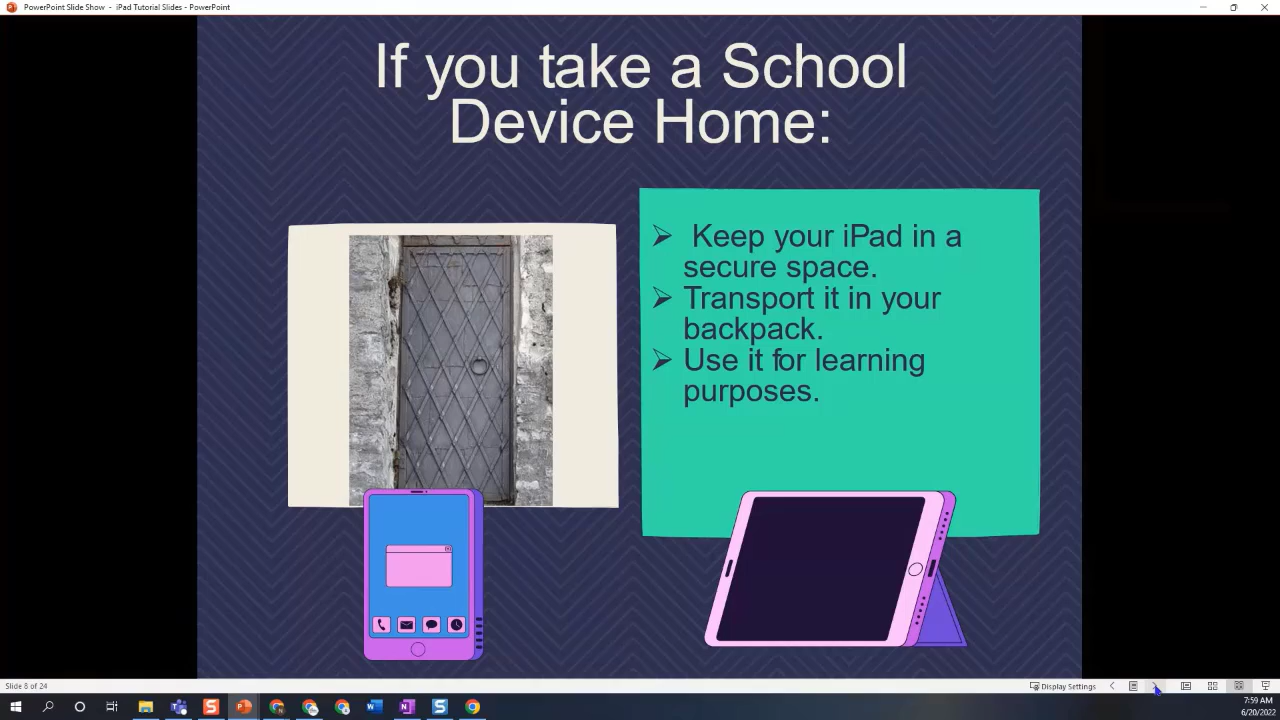 PowerPoint Slide Show - iPad Tutorial Slides - PowerPoint
If you take a School
Device Home:
Keep your iPad in a
secure space.
Transport it in your
backpack.
Use it for learning
purposes.
Slide 8 of 24
Display Settings
7:59 AM
6/20/2022